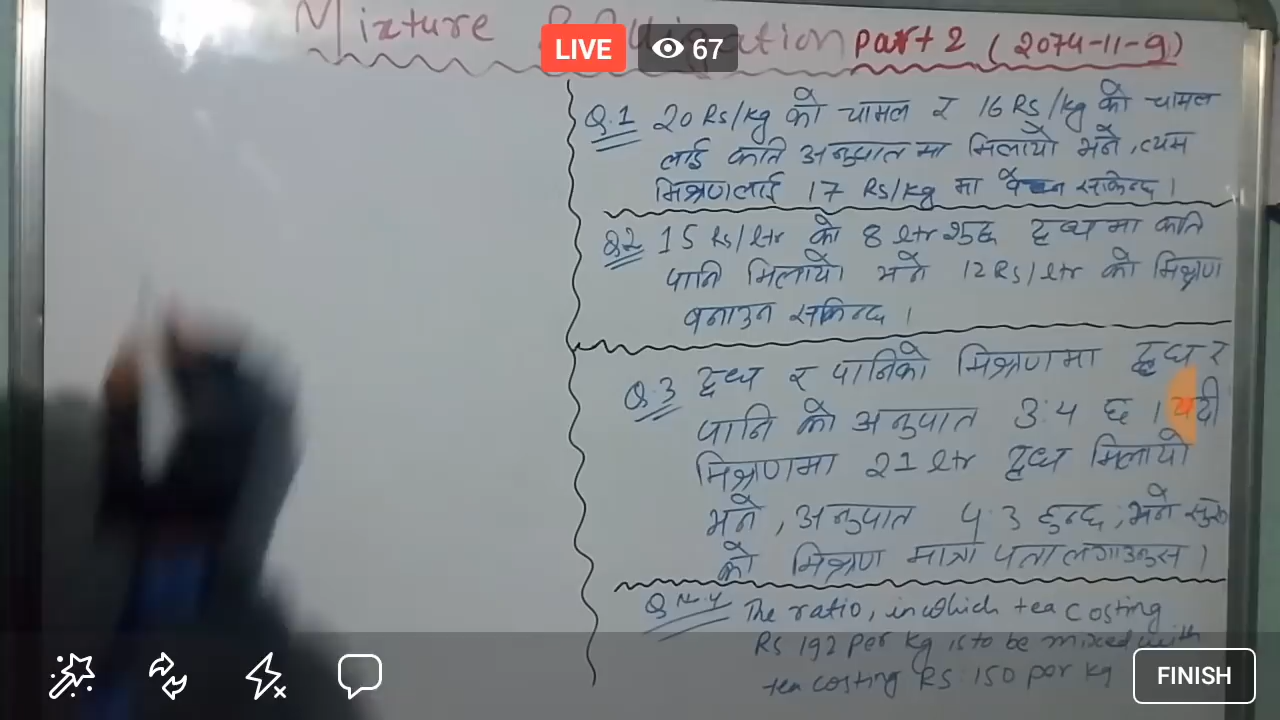 Mixture & Alligation Part 2 (2074-11-9)
LIVE 67
Q.1 20 Rs/kg को चामल र 16 Rs/kg को चामल
लाई कति अनुपात मा मिलायो भने, त्यस
मिश्रणलाई 17 Rs/kg मा सकिन्छ।
Q.2 15 Rs/ltr को 8 ltr शुद्ध दूध मा कति
पानि मिलायो भने 12 Rs/ltr को मिश्रण
बनाउन सकिन्छ।
Q.3 दूध र पानिको मिश्रणमा दूध र
पानि को अनुपात 3:4 छ। यदी
मिश्रणमा 21 ltr दूध मिलायो
भने, अनुपात 4:3 हुन्छ, भने सुरु
को मिश्रण मात्रा पता लगाउनुस।
Q.N.4 The ratio, in which tea costing
Rs 192 per kg is to be mixed with
tea costing RS 150 per kg
FINISH